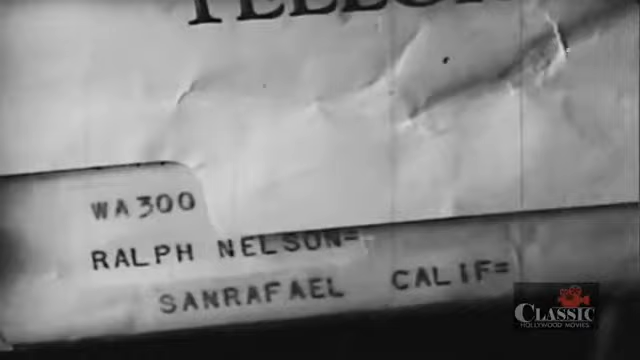 WA300
RALPH NELSON=
SANRAFAEL CALIF=
CLASSIC
HOLLYWOOD MOVIES